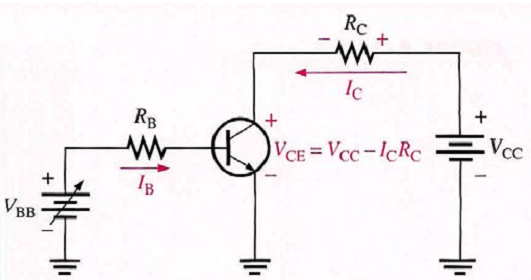 R_C
− +
I_C
R_B
I_B
+
−
V_CE = V_CC − I_C R_C
+
−
V_BB
+
−
V_CC